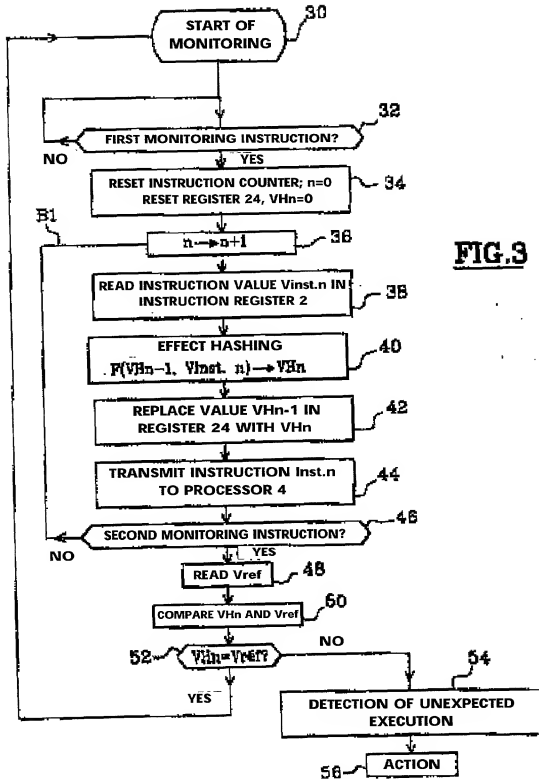 START OF
MONITORING
30
FIRST MONITORING INSTRUCTION?
32
NO
YES
RESET INSTRUCTION COUNTER; n=0
RESET REGISTER 24, VHn=0
34
B1
n→n+1
36
FIG.3
READ INSTRUCTION VALUE Vinst.n IN
INSTRUCTION REGISTER 2
38
EFFECT HASHING
F(VHn-1, VInst. n)→VHn
40
REPLACE VALUE VHn-1 IN
REGISTER 24 WITH VHn
42
TRANSMIT INSTRUCTION Inst.n
TO PROCESSOR 4
44
SECOND MONITORING INSTRUCTION?
46
NO
YES
READ Vref
48
COMPARE VHn AND Vref
50
52
VHn=Vref?
NO
YES
54
DETECTION OF UNEXPECTED
EXECUTION
56
ACTION